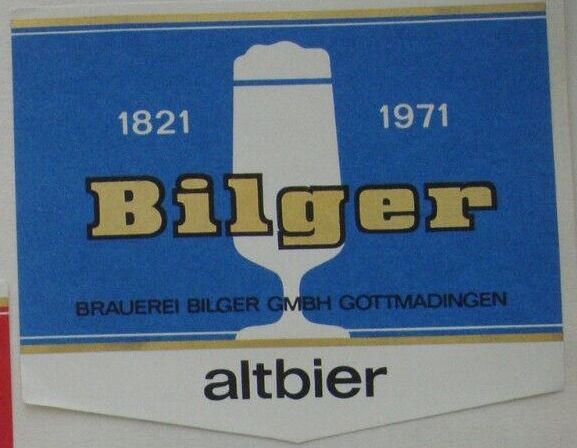 1821 1971
Bilger
BRAUEREI BILGER GMBH GOTTMADINGEN
altbier